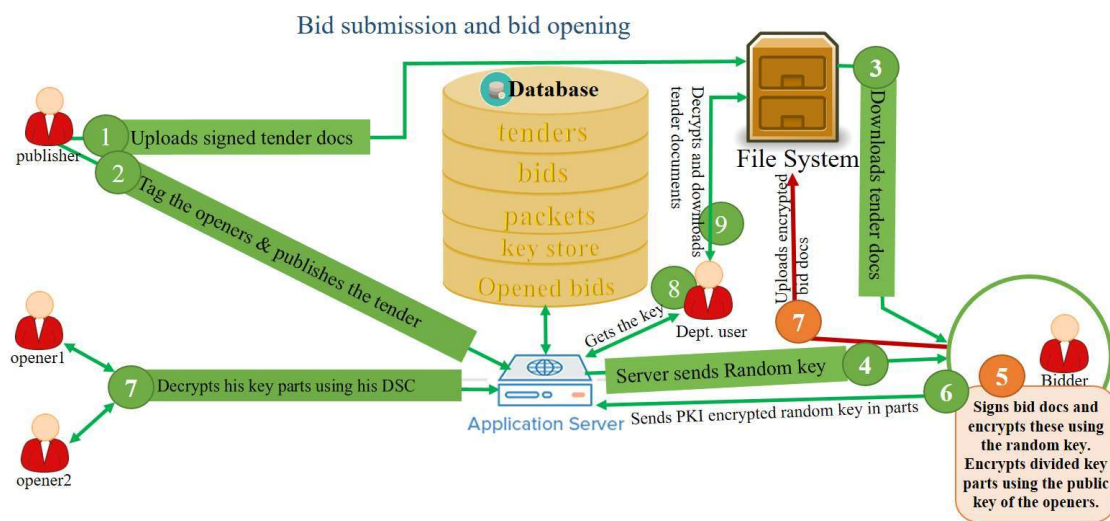 Bid submission and bid opening
Database
tenders
bids
packets
key store
Opened bids
publisher
1
Uploads signed tender docs
2
Tag the openers & publishes the tender
File System
3
Downloads tender docs
Decrypts and downloads
tender documents
9
8
Gets the key
Dept. user
Uploads encrypted
bid docs
7
opener1
7
Decrypts his key parts using his DSC
opener2
Application Server
Server sends Random key
4
6
Sends PKI encrypted random key in parts
Bidder
5
Signs bid docs and
encrypts these using
the random key.
Encrypts divided key
parts using the public
key of the openers.